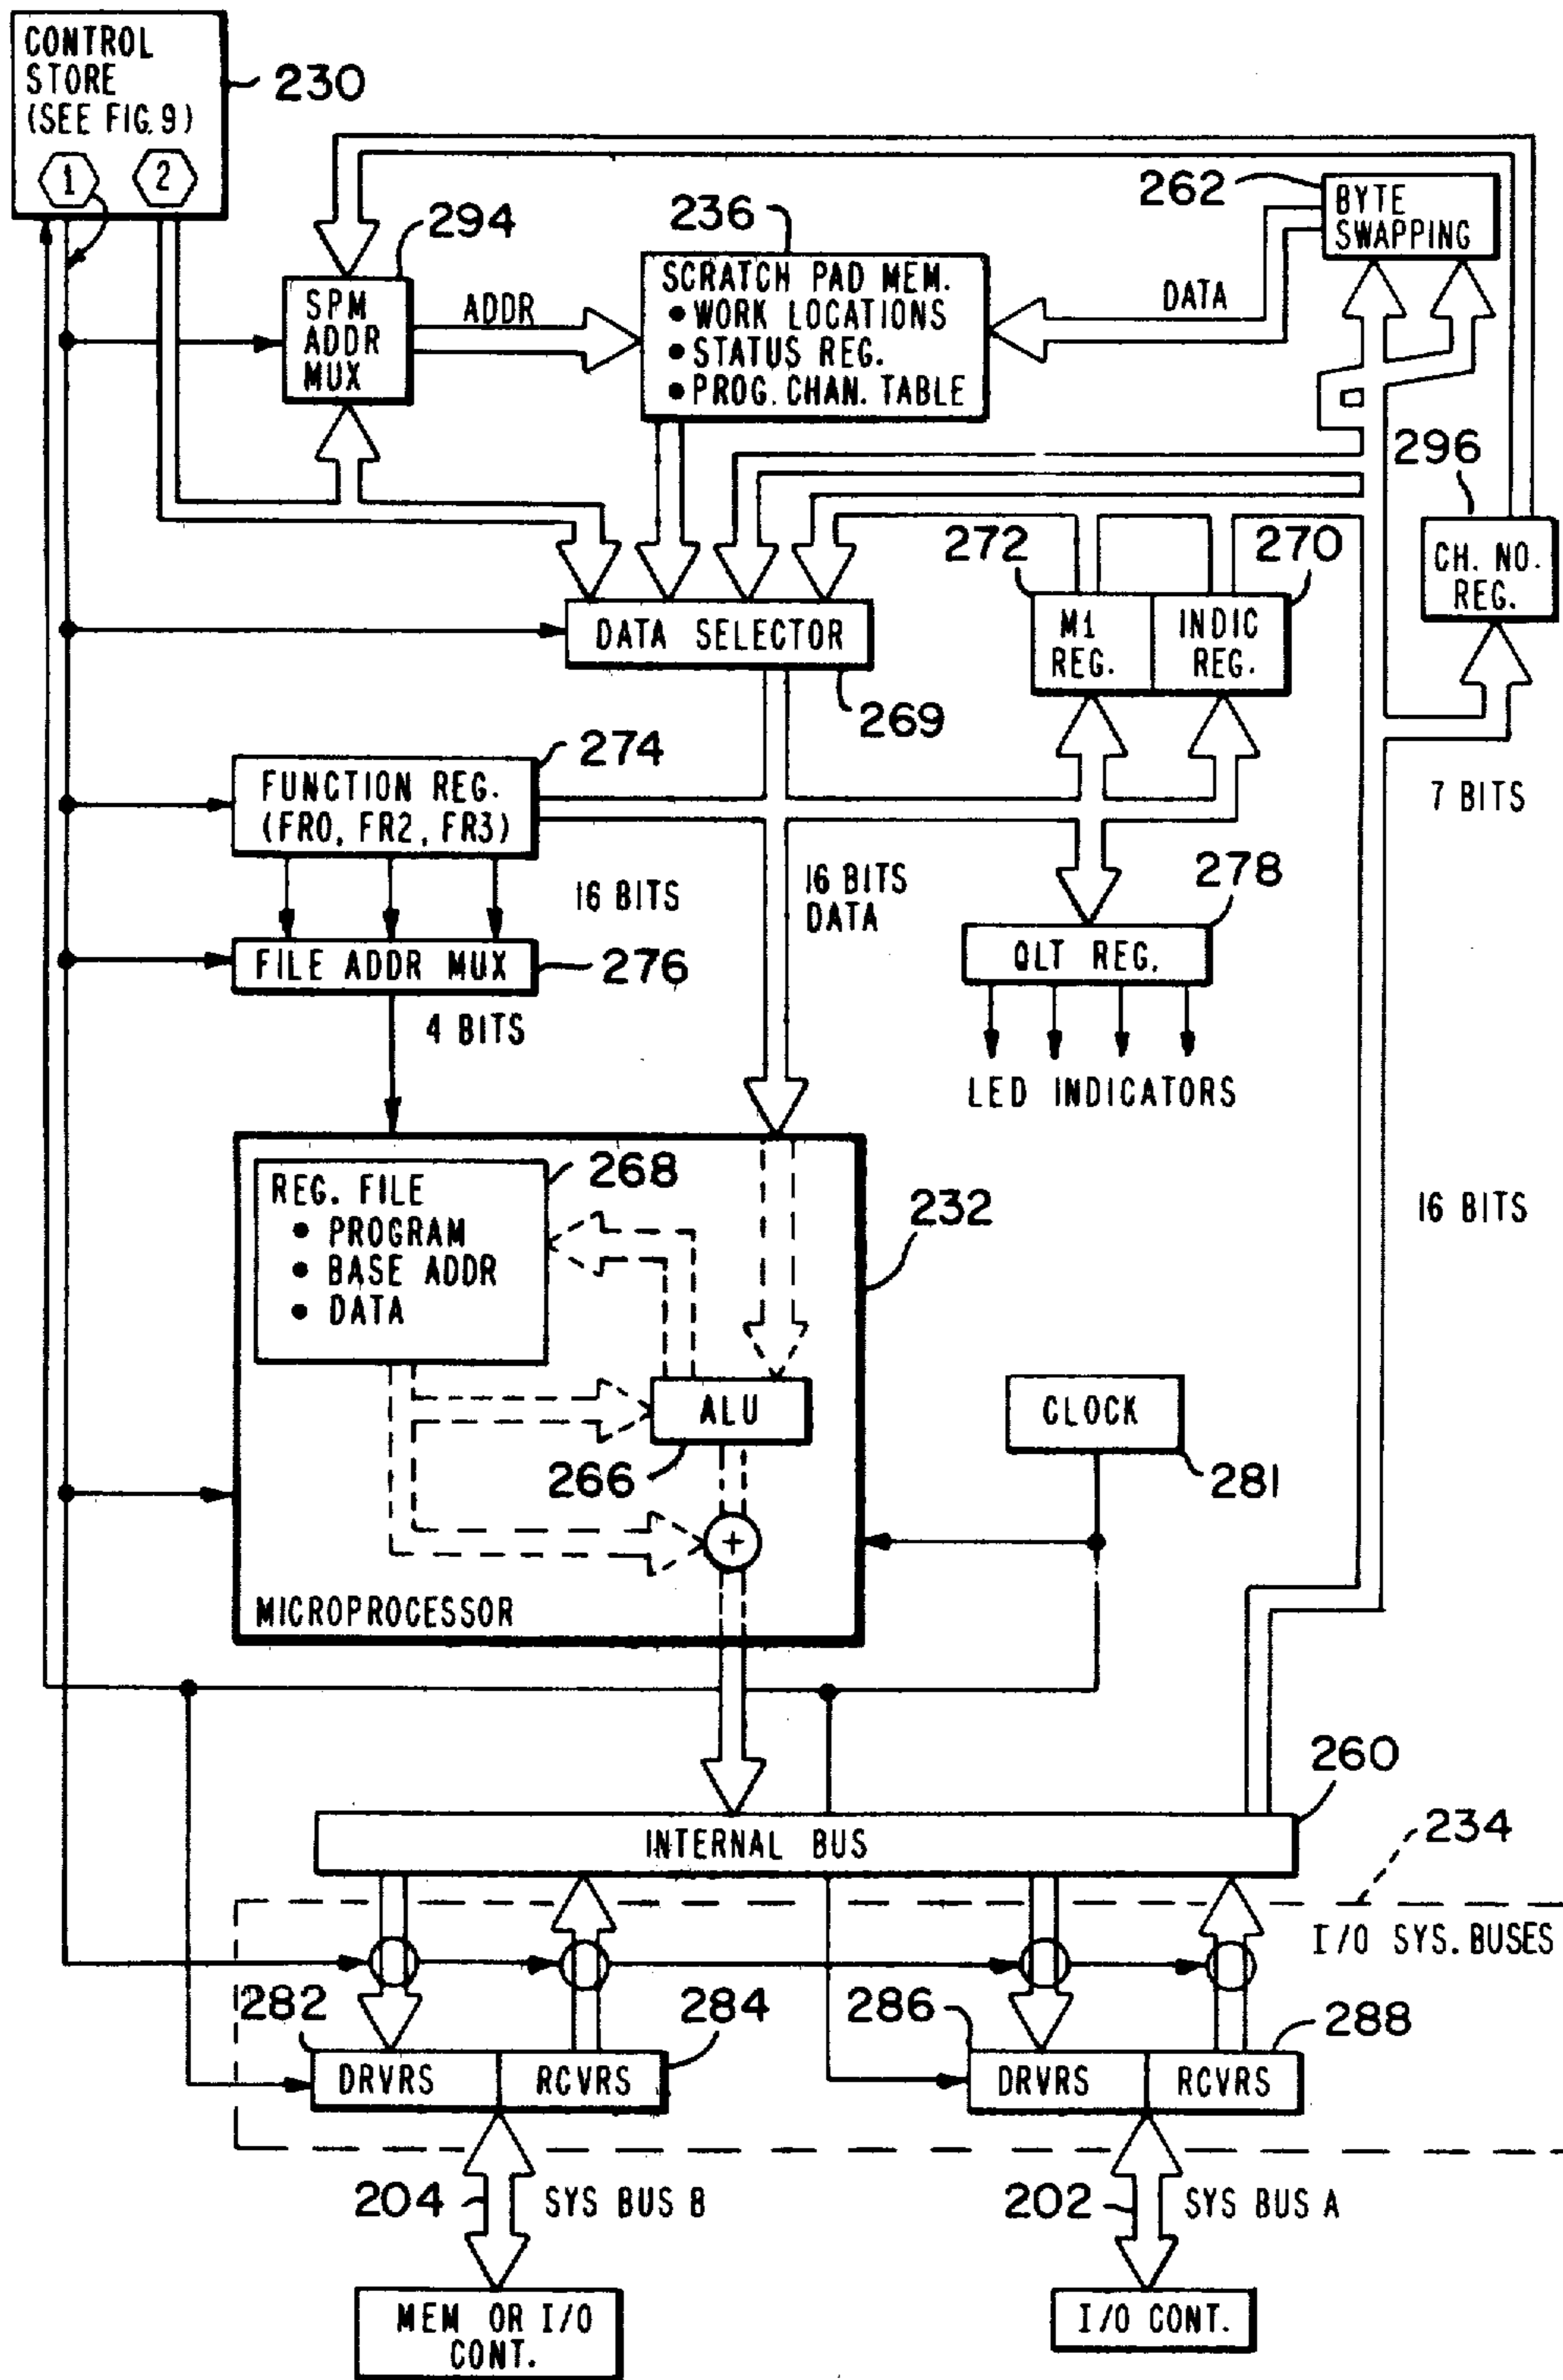 CONTROL
STORE
(SEE FIG. 9)
1
2
230
294
236
262
BYTE
SWAPPING
SPM
ADDR
MUX
ADDR
SCRATCH PAD MEM.
• WORK LOCATIONS
• STATUS REG.
• PROG. CHAN. TABLE
DATA
296
272
270
CH. NO.
REG.
DATA SELECTOR
M1
REG.
INDIC
REG.
269
274
FUNCTION REG.
(FR0, FR2, FR3)
7 BITS
16 BITS
16 BITS
DATA
278
FILE ADDR MUX
276
QLT REG.
4 BITS
LED INDICATORS
268
REG. FILE
• PROGRAM
• BASE ADDR
• DATA
232
16 BITS
ALU
CLOCK
266
281
+
MICROPROCESSOR
260
INTERNAL BUS
234
I/O SYS. BUSES
282
284
286
288
DRVRS
RCVRS
DRVRS
RCVRS
204
SYS BUS B
202
SYS BUS A
MEM OR I/O
CONT.
I/O CONT.